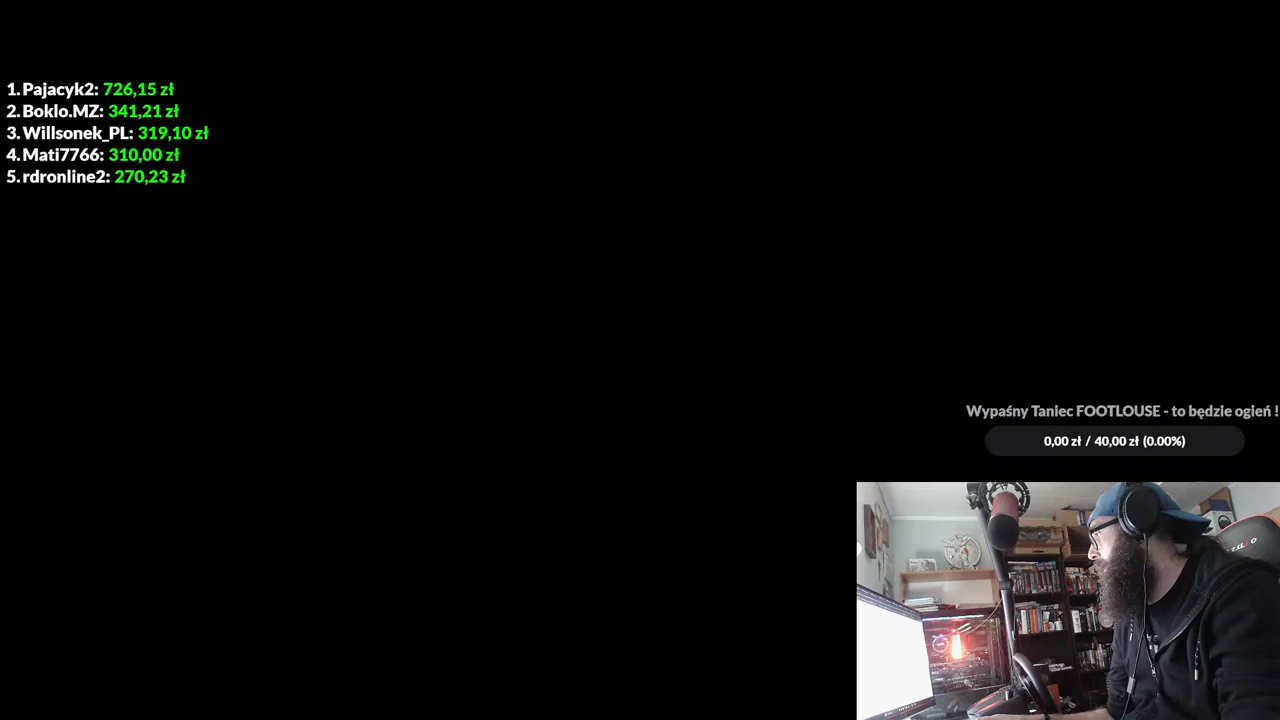 1. Pajacyk2: 726,15 zł
2. Boklo.MZ: 341,21 zł
3. Willsonek_PL: 319,10 zł
4. Mati7766: 310,00 zł
5. rdronline2: 270,23 zł
Wypaśny Taniec FOOTLOUSE - to będzie ogień !
0,00 zł / 40,00 zł (0.00%)